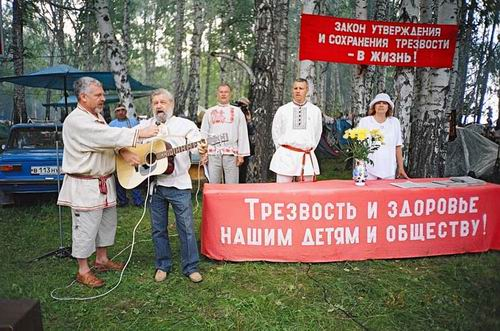 ЗАКОН УТВЕРЖДЕНИЯ
И СОХРАНЕНИЯ ТРЕЗВОСТИ
- В ЖИЗНЬ!
ТРЕЗВОСТЬ И ЗДОРОВЬЕ
НАШИМ ДЕТЯМ И ОБЩЕСТВУ!